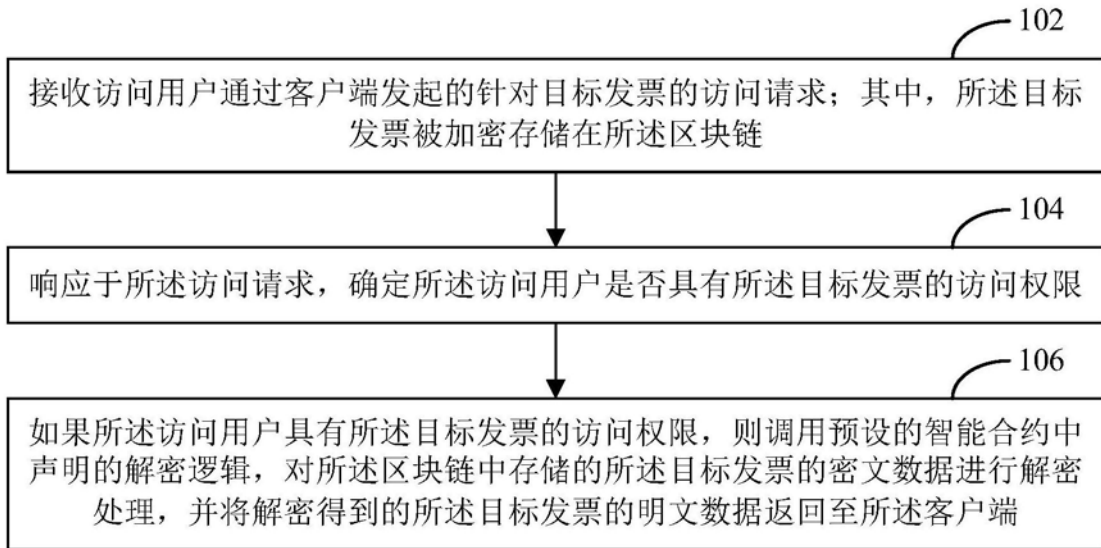 102
接收访问用户通过客户端发起的针对目标发票的访问请求；其中，所述目标
发票被加密存储在所述区块链
104
响应于所述访问请求，确定所述访问用户是否具有所述目标发票的访问权限
106
如果所述访问用户具有所述目标发票的访问权限，则调用预设的智能合约中
声明的解密逻辑，对所述区块链中存储的所述目标发票的密文数据进行解密
处理，并将解密得到的所述目标发票的明文数据返回至所述客户端